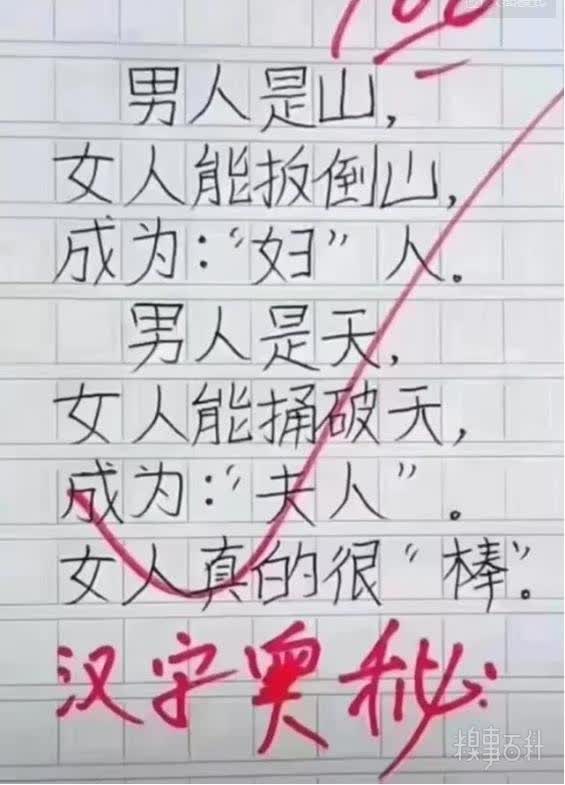 100
男人是山，
女人能扳倒山，
成为：“妇”人。
男人是天，
女人能捅破天，
成为：“夫人”。
女人真的很“棒”。
汉字奥秘
糗事百科